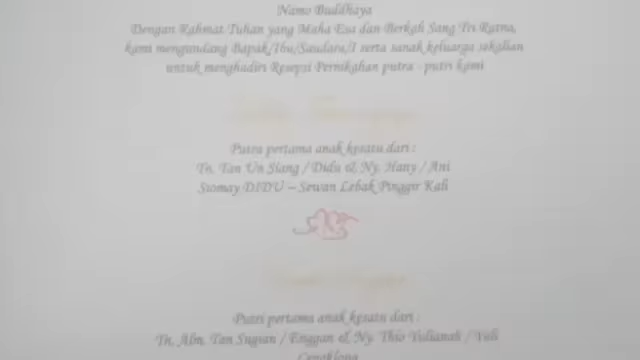 Namo Buddhaya
Dengan Rahmat Tuhan yang Maha Esa dan Berkah Sang Tri Ratna,
kami mengundang Bapak/Ibu/Saudara/I serta sanak keluarga sekalian
untuk menghadiri Resepsi Pernikahan putra - putri kami
Putra pertama anak kesatu dari :
Tn. Tan Un Siang / Didu & Ny. Hany / Ani
Siomay DIDU – Sewan Lebak Pinggir Kali
Putri pertama anak kesatu dari :
Tn. Alm. Tan Sugian / Enggan & Ny. Thio Yulianah / Yuli
Cengklong